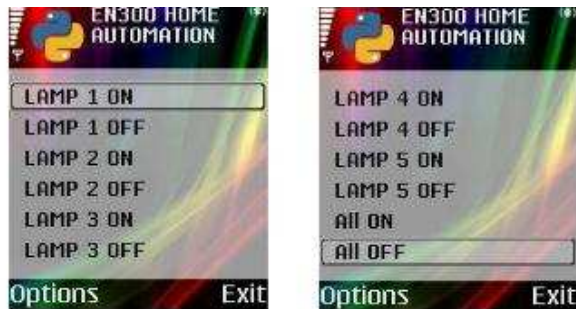 EN300 HOME
AUTOMATION
LAMP 1 ON
LAMP 1 OFF
LAMP 2 ON
LAMP 2 OFF
LAMP 3 ON
LAMP 3 OFF
Options Exit
EN300 HOME
AUTOMATION
LAMP 4 ON
LAMP 4 OFF
LAMP 5 ON
LAMP 5 OFF
All ON
All OFF
Options Exit